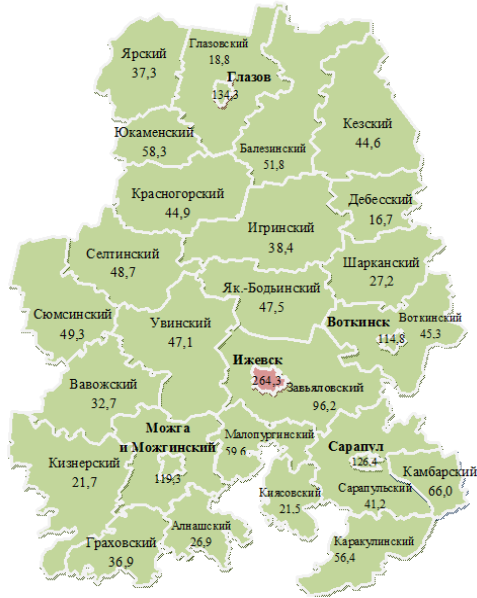 Ярский
37,3
Глазовский
18,8
Глазов
134,3
Юкаменский
58,3
Балезинский
51,8
Кезский
44,6
Красногорский
44,9
Дебесский
16,7
Игринский
38,4
Селтинский
48,7
Шарканский
27,2
Як.-Бодьинский
47,5
Сюмсинский
49,3
Увинский
47,1
Воткинск
114,8
Воткинский
45,3
Ижевск
264,3
Завьяловский
96,2
Вавожский
32,7
Можга
и Можгинский
119,3
Малопургинский
59,6
Сарапул
126,4
Кизнерский
21,7
Киясовский
21,5
Сарапульский
41,2
Камбарский
66,0
Алнашский
26,9
Граховский
36,9
Каракулинский
56,4